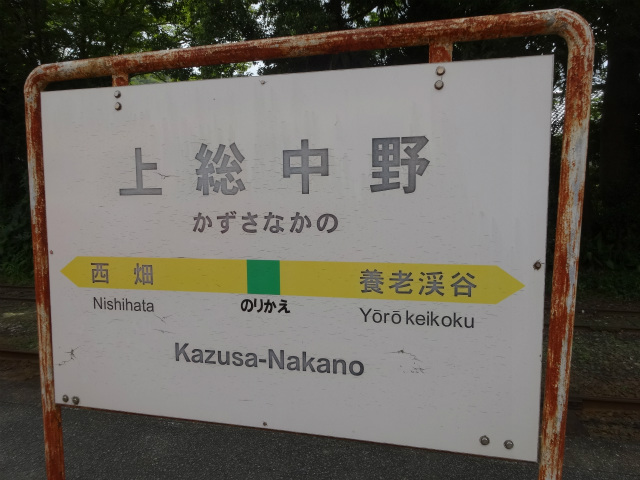 上総中野
かずさなかの
西畑
養老渓谷
Nishihata
のりかえ
Yōrō keikoku
Kazusa-Nakano